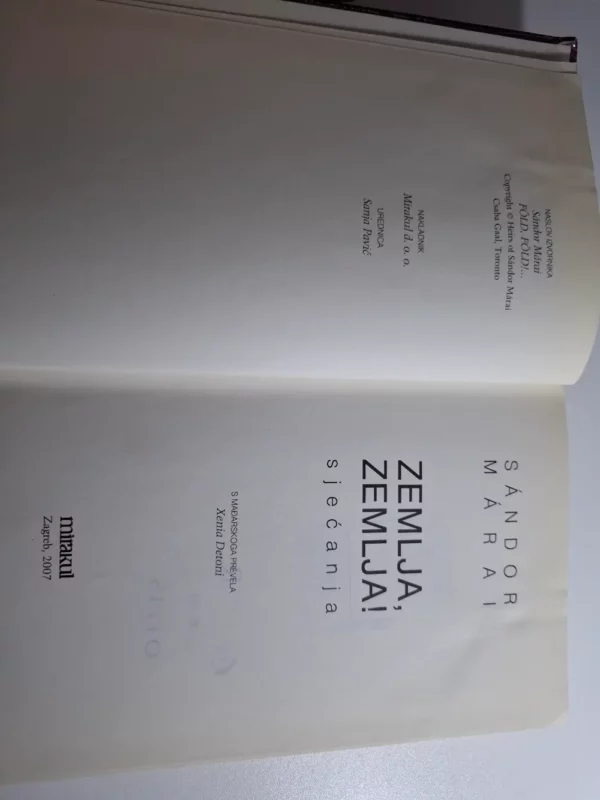 NASLOV IZVORNIKA
Sándor Márai
FÖLD, FÖLD!...
Copyright © Heirs of Sándor Márai
Csaba Gaal, Toronto
NAKLADNIK
Mirakul d. o. o.
UREDNICA
Sanja Pavić
SÁNDOR
MÁRAI
ZEMLJA,
ZEMLJA!
sjećanja
S MAĐARSKOGA PREVELA
Xenia Detoni
mirakul
Zagreb, 2007